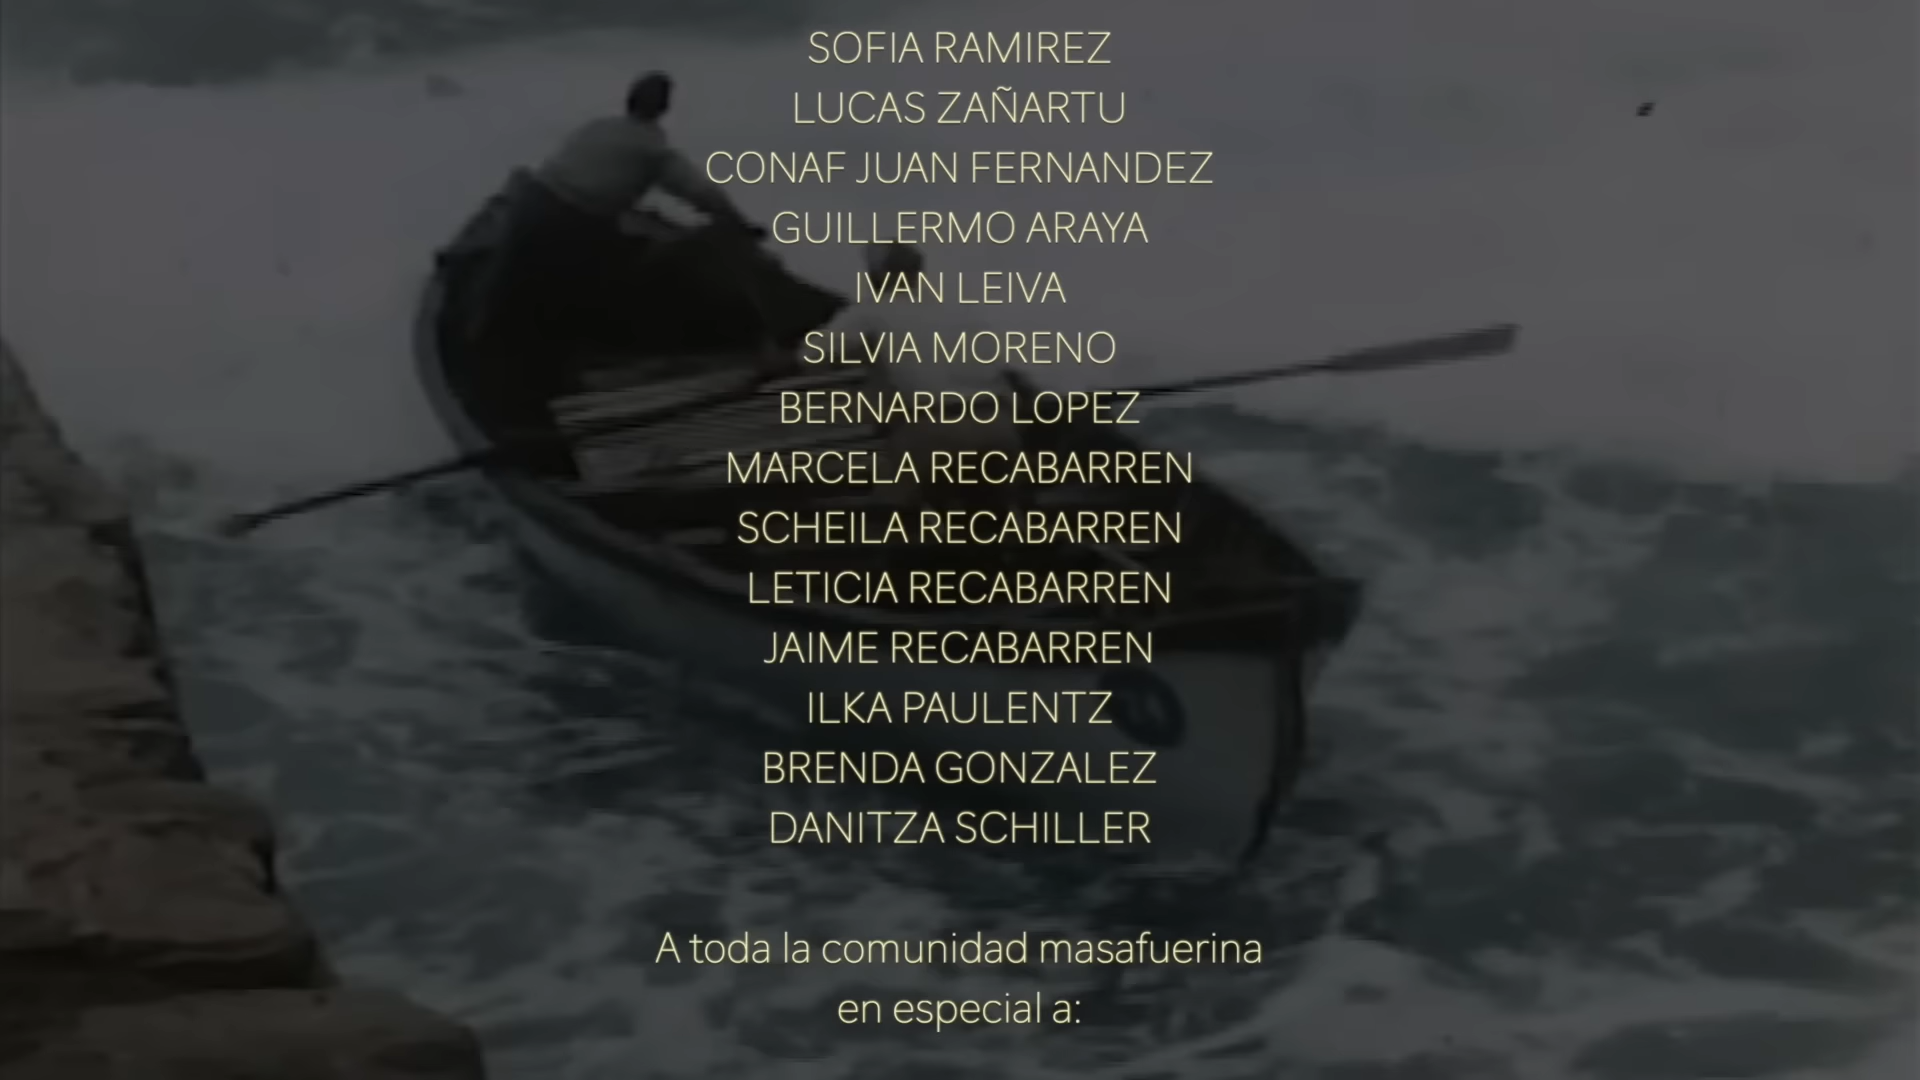 SOFIA RAMIREZ
LUCAS ZAÑARTU
CONAF JUAN FERNANDEZ
GUILLERMO ARAYA
IVAN LEIVA
SILVIA MORENO
BERNARDO LOPEZ
MARCELA RECABARREN
SCHEILA RECABARREN
LETICIA RECABARREN
JAIME RECABARREN
ILKA PAULENTZ
BRENDA GONZALEZ
DANITZA SCHILLER
A toda la comunidad masafuerina
en especial a: